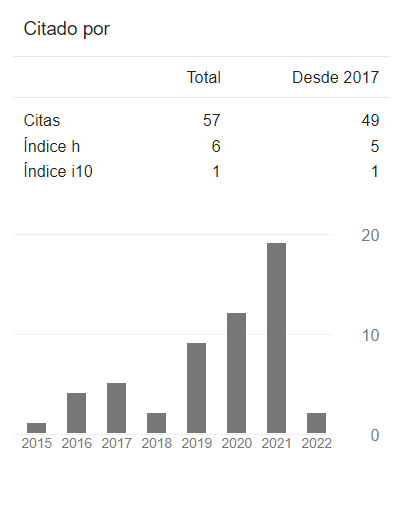 Citado por
Total Desde 2017
Citas 57 49
Índice h 6 5
Índice i10 1 1
20
10
0
2015 2016 2017 2018 2019 2020 2021 2022